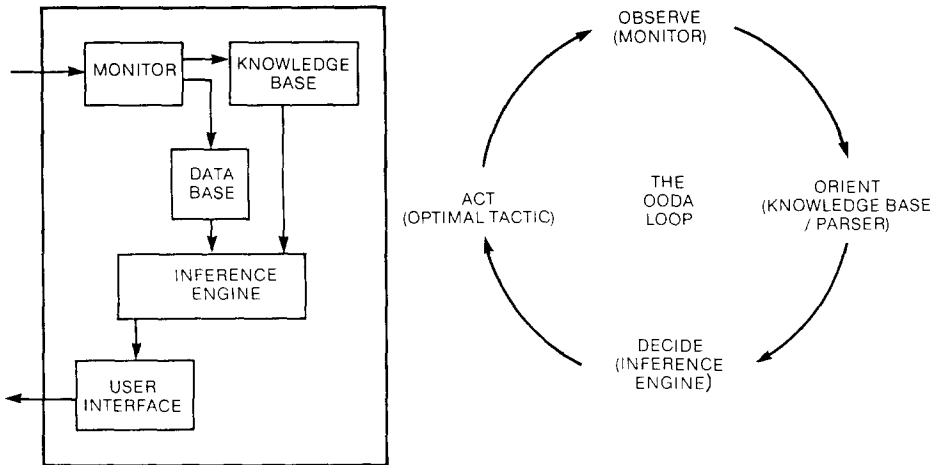 MONITOR
KNOWLEDGE
BASE
DATA
BASE
INFERENCE
ENGINE
USER
INTERFACE
OBSERVE
(MONITOR)
ORIENT
(KNOWLEDGE BASE
/ PARSER)
DECIDE
(INFERENCE
ENGINE)
ACT
(OPTIMAL TACTIC)
THE
OODA
LOOP